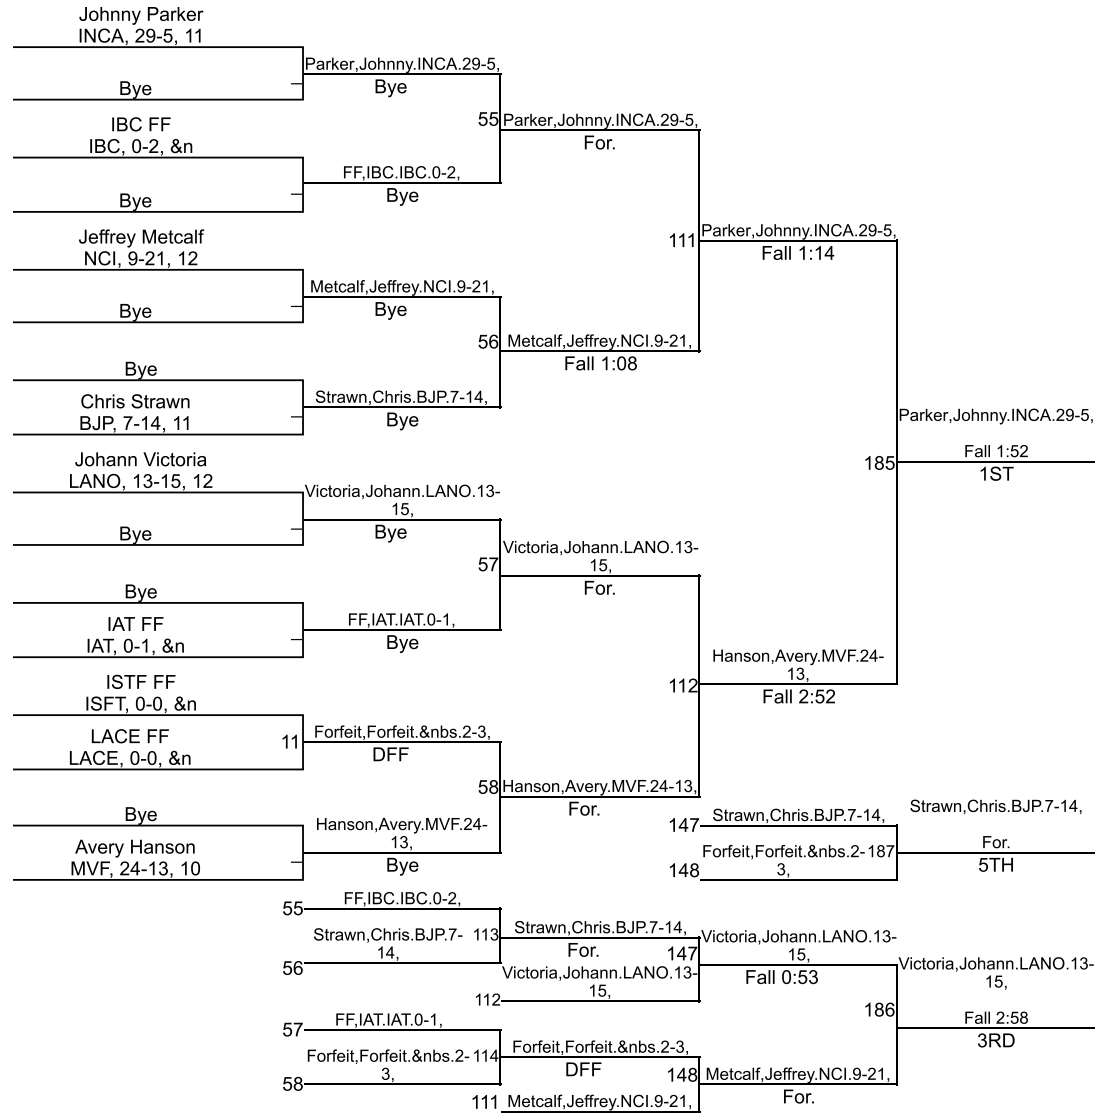 Johnny Parker
INCA, 29-5, 11
Parker,Johnny.INCA.29-5,
Bye
Bye
55
Parker,Johnny.INCA.29-5,
For.
IBC FF
IBC, 0-2, &n
FF,IBC.IBC.0-2,
Bye
Bye
111
Parker,Johnny.INCA.29-5,
Fall 1:14
Jeffrey Metcalf
NCI, 9-21, 12
Metcalf,Jeffrey.NCI.9-21,
Bye
Bye
56
Metcalf,Jeffrey.NCI.9-21,
Fall 1:08
Bye
Chris Strawn
BJP, 7-14, 11
Strawn,Chris.BJP.7-14,
Bye
Parker,Johnny.INCA.29-5,
185
Fall 1:52
1ST
Johann Victoria
LANO, 13-15, 12
Victoria,Johann.LANO.13-
15,
Bye
Bye
57
Victoria,Johann.LANO.13-
15,
For.
Bye
IAT FF
IAT, 0-1, &n
FF,IAT.IAT.0-1,
Bye
112
Hanson,Avery.MVF.24-
13,
Fall 2:52
ISTF FF
ISFT, 0-0, &n
LACE FF
LACE, 0-0, &n
11
Forfeit,Forfeit.&nbs.2-3,
DFF
58
Hanson,Avery.MVF.24-13,
For.
Bye
Avery Hanson
MVF, 24-13, 10
Hanson,Avery.MVF.24-
13,
Bye
147
Strawn,Chris.BJP.7-14,
148
Forfeit,Forfeit.&nbs.2-
3,
187
Strawn,Chris.BJP.7-14,
For.
5TH
55
FF,IBC.IBC.0-2,
56
Strawn,Chris.BJP.7-
14,
113
Strawn,Chris.BJP.7-14,
For.
112
Victoria,Johann.LANO.13-
15,
147
Victoria,Johann.LANO.13-
15,
Fall 0:53
186
Victoria,Johann.LANO.13-
15,
Fall 2:58
3RD
57
FF,IAT.IAT.0-1,
58
Forfeit,Forfeit.&nbs.2-
3,
114
Forfeit,Forfeit.&nbs.2-3,
DFF
111
Metcalf,Jeffrey.NCI.9-21,
148
Metcalf,Jeffrey.NCI.9-21,
For.